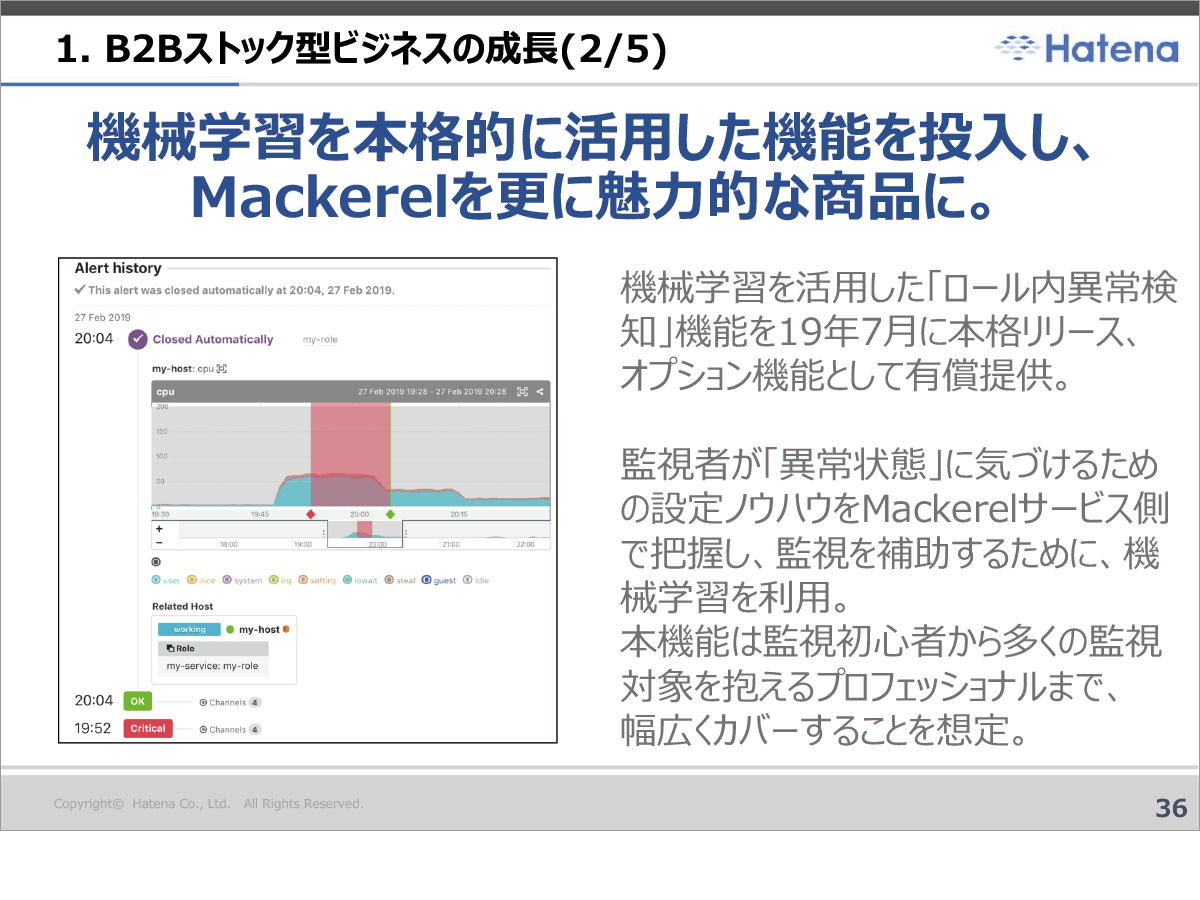 1. B2Bストック型ビジネスの成長(2/5)
Hatena
機械学習を本格的に活用した機能を投入し、
Mackerelを更に魅力的な商品に。
Alert history
This alert was closed automatically at 20:04, 27 Feb 2019.
27 Feb 2019
20:04 Closed Automatically my-role
my-host: cpu
cpu 27 Feb 2019 19:28 - 27 Feb 2019 20:28
200
150
100
50
19:30 19:45 20:00 20:15
+
−
18:00 19:00 20:00 21:00 22:00
user nice system irq softirq iowait steal guest idle
Related Host
working my-host
Role
my-service: my-role
20:04 OK Channels 4
19:52 Critical Channels 4
機械学習を活用した「ロール内異常検
知」機能を19年7月に本格リリース、
オプション機能として有償提供。
監視者が「異常状態」に気づけるため
の設定ノウハウをMackerelサービス側
で把握し、監視を補助するために、機
械学習を利用。
本機能は監視初心者から多くの監視
対象を抱えるプロフェッショナルまで、
幅広くカバーすることを想定。
Copyright© Hatena Co., Ltd. All Rights Reserved.
36